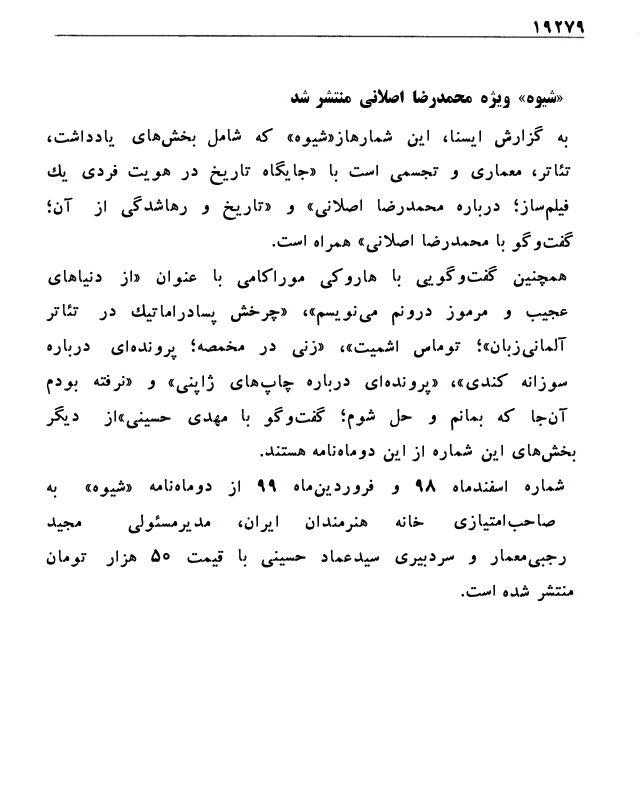 ۱۹۲۷۹
«شیوه» ویژه محمدرضا اصلانی منتشر شد
به گزارش ایسنا، این شمارهاز«شیوه» که شامل بخش‌های یادداشت،
تئاتر، معماری و تجسمی است با «جایگاه تاریخ در هویت فردی یك
فیلم‌ساز؛ درباره محمدرضا اصلانی» و «تاریخ و رهاشدگی از آن؛
گفت‌وگو با محمدرضا اصلانی» همراه است.
همچنین گفت‌وگویی با هاروکی موراکامی با عنوان «از دنیاهای
عجیب و مرموز درونم می‌نویسم»، «چرخش پسادراماتیك در تئاتر
آلمانی‌زبان»؛ توماس اشمیت»، «زنی در مخمصه؛ پرونده‌ای درباره
سوزانه کندی»، «پرونده‌ای درباره چاپ‌های ژاپنی» و «نرفته بودم
آن‌جا که بمانم و حل شوم؛ گفت‌وگو با مهدی حسینی»از دیگر
بخش‌های این شماره از این دوماه‌نامه هستند.
شماره اسفندماه ۹۸ و فروردین‌ماه ۹۹ از دوماه‌نامه «شیوه» به
صاحب‌امتیازی خانه هنرمندان ایران، مدیرمسئولی مجید
رجبی‌معمار و سردبیری سیدعماد حسینی با قیمت ۵۰ هزار تومان
منتشر شده است.